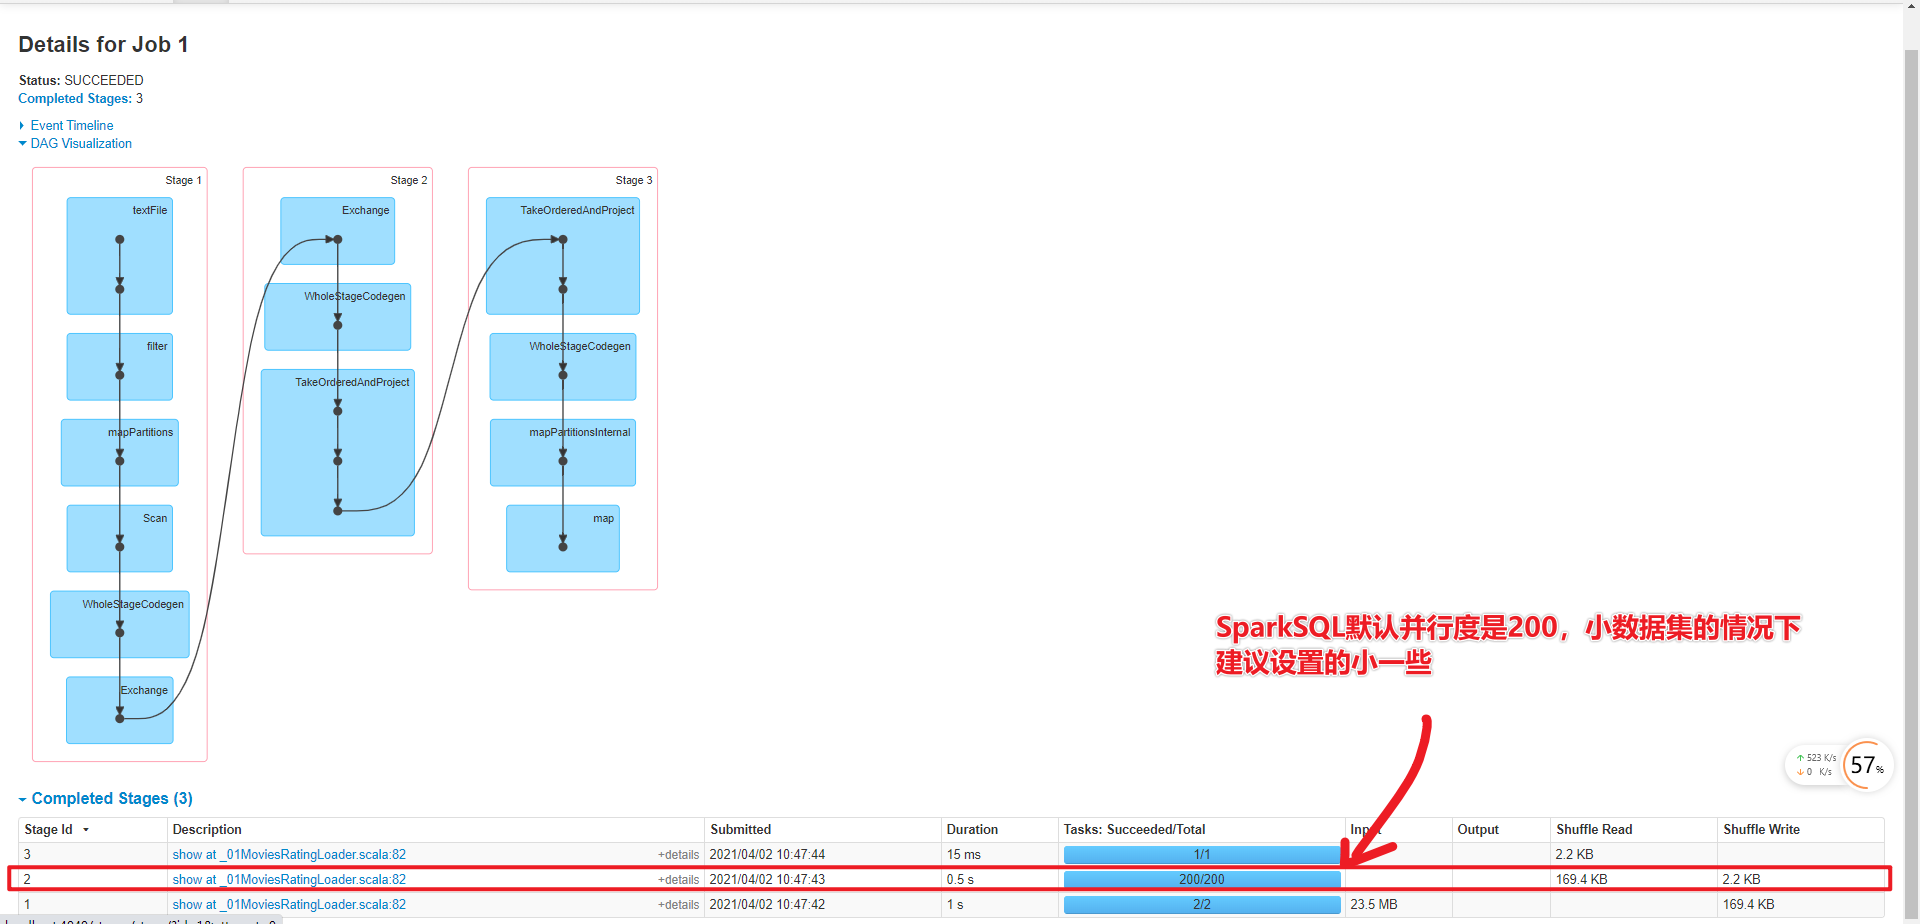 Details for Job 1
Status: SUCCEEDED
Completed Stages: 3
Event Timeline
DAG Visualization
Stage 1
textFile
filter
mapPartitions
Scan
WholeStageCodegen
Exchange
Stage 2
Exchange
WholeStageCodegen
TakeOrderedAndProject
Stage 3
TakeOrderedAndProject
WholeStageCodegen
mapPartitionsInternal
map
SparkSQL默认并行度是200，小数据集的情况下
建议设置的小一些
523 K/s
0 K/s
57%
Completed Stages (3)
Stage Id Description Submitted Duration Tasks: Succeeded/Total Input Output Shuffle Read Shuffle Write
3 show at _01MoviesRatingLoader.scala:82 +details 2021/04/02 10:47:44 15 ms 1/1 2.2 KB
2 show at _01MoviesRatingLoader.scala:82 +details 2021/04/02 10:47:43 0.5 s 200/200 169.4 KB 2.2 KB
1 show at _01MoviesRatingLoader.scala:82 +details 2021/04/02 10:47:42 1 s 2/2 23.5 MB 169.4 KB